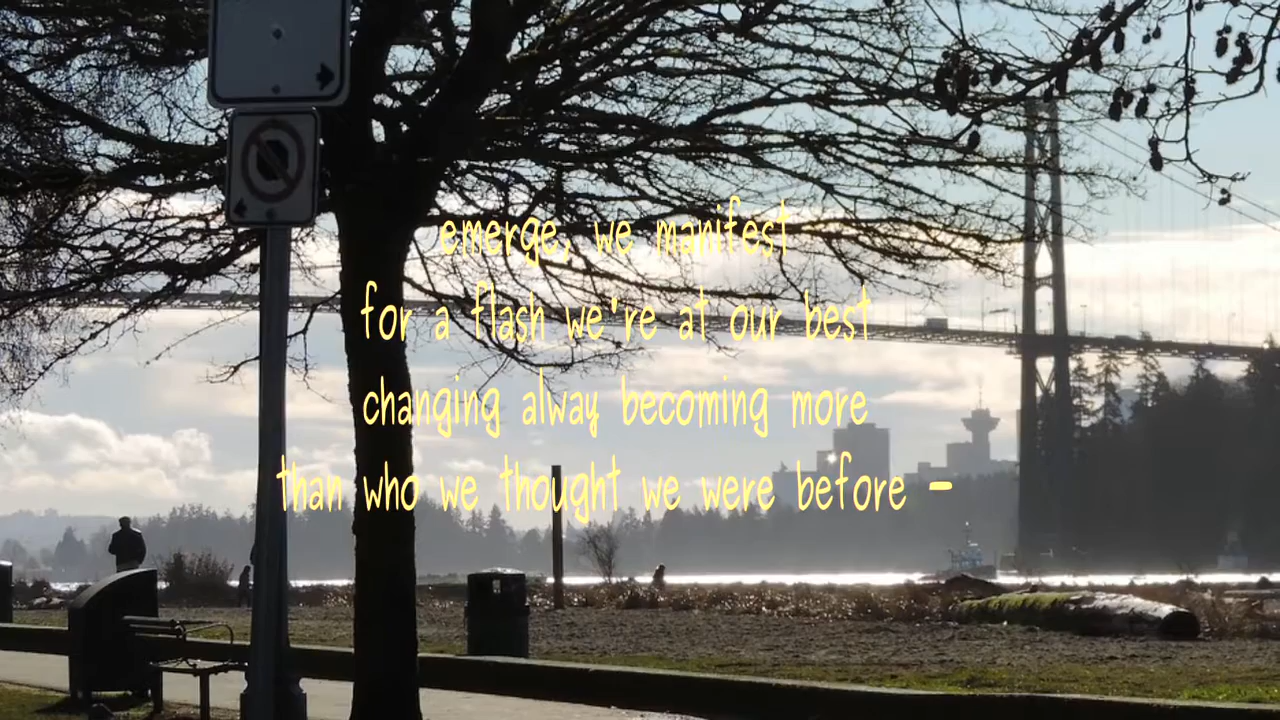 emerge, we manifest
for a flash we're at our best
changing alway becoming more
than who we thought we were before -